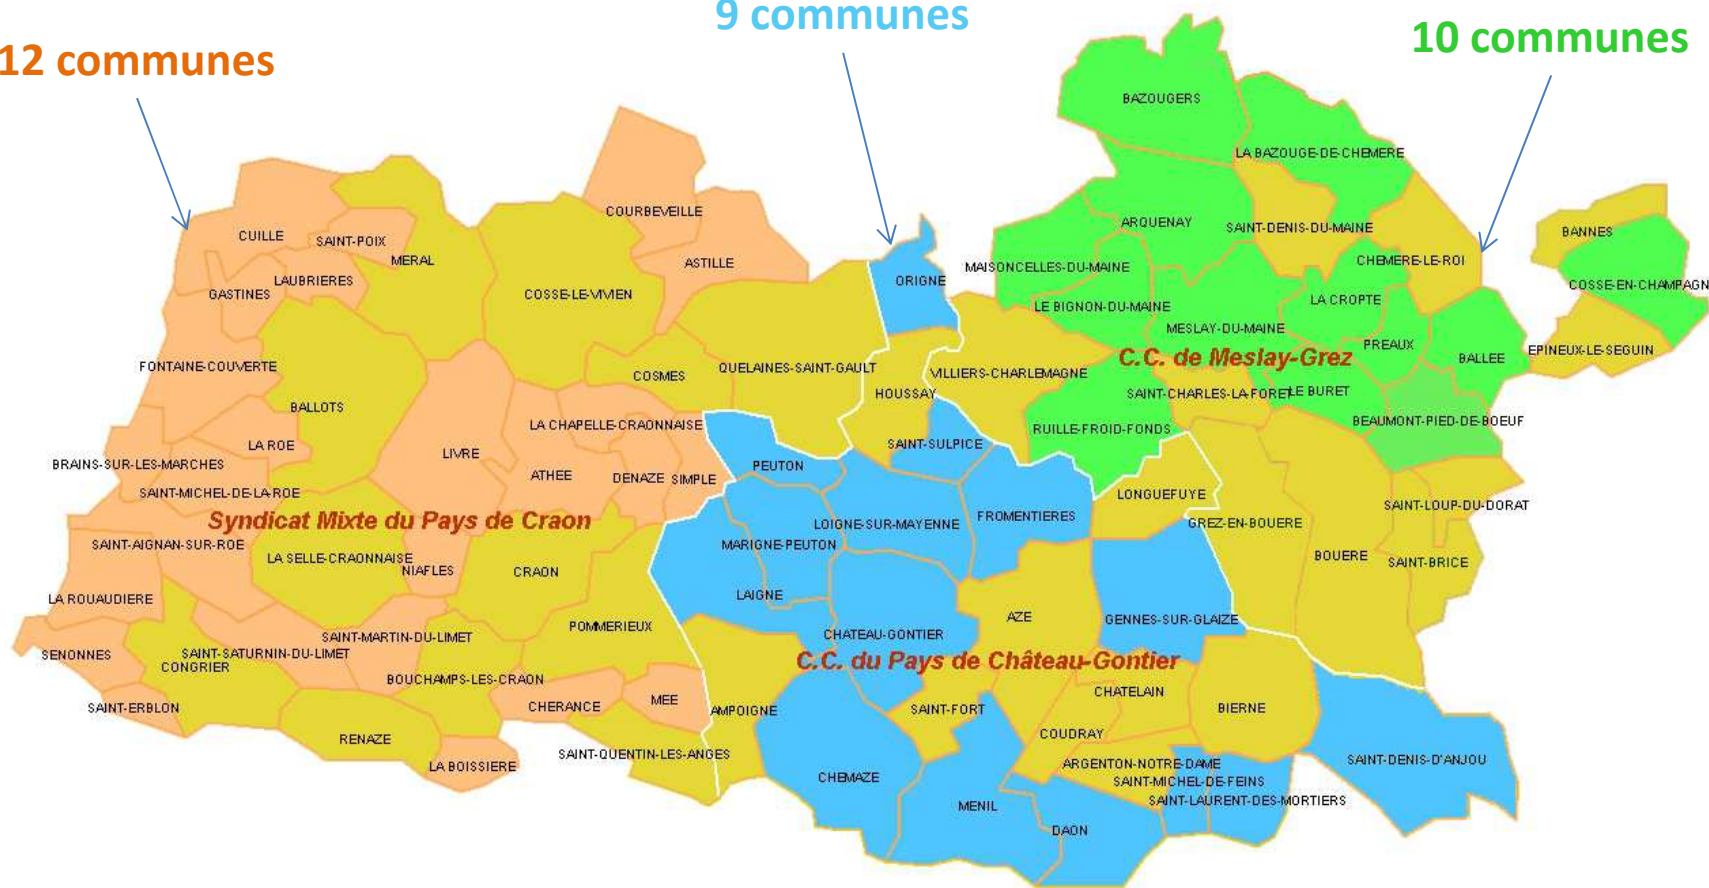 9 communes
12 communes
10 communes
BAZOUGERS
LA BAZOUGE-DE-CHEMERE
COURBEVEILLE
ARQUENAY
SAINT-DENIS-DU-MAINE
BANNES
CUILLE
SAINT-POIX
MERAL
ASTILLE
MAISONCELLES-DU-MAINE
CHEMERE-LE-ROI
LAUBRIERES
ORIGNE
COSSE-EN-CHAMPAGN
GASTINES
COSSE-LE-VIVIEN
LE BIGNON-DU-MAINE
LA CROPTE
MESLAY-DU-MAINE
PREAUX
C.C. de Meslay-Grez
BALLEE
EPINEUX-LE-SEGUIN
FONTAINE-COUVERTE
COSMES
QUELAINES-SAINT-GAULT
VILLIERS-CHARLEMAGNE
HOUSSAY
SAINT-CHARLES-LA-FORET
LE BURET
BALLOTS
BEAUMONT-PIED-DE-BOEUF
LA CHAPELLE-CRAONNAISE
RUILLE-FROID-FONDS
LA ROE
LIVRE
SAINT-SULPICE
BRAINS-SUR-LES-MARCHES
PEUTON
ATHEE
DENAZE
SIMPLE
SAINT-MICHEL-DE-LA-ROE
LONGUEFUYE
SAINT-LOUP-DU-DORAT
Syndicat Mixte du Pays de Craon
LOIGNE-SUR-MAYENNE
FROMENTIERES
GREZ-EN-BOUERE
SAINT-AIGNAN-SUR-ROE
MARIGNE-PEUTON
BOUERE
LA SELLE-CRAONNAISE
NIAFLES
CRAON
SAINT-BRICE
LAIGNE
LA ROUAUDIERE
AZE
GENNES-SUR-GLAIZE
POMMERIEUX
SAINT-MARTIN-DU-LIMET
CHATEAU-GONTIER
SENONNES
SAINT-SATURNIN-DU-LIMET
CONGRIER
C.C. du Pays de Château-Gontier
BOUCHAMPS-LES-CRAON
CHATELAIN
SAINT-ERBLON
CHERANCE
MEE
AMPOIGNE
SAINT-FORT
BIERNE
RENAZE
COUDRAY
SAINT-QUENTIN-LES-ANGES
LA BOISSIERE
ARGENTON-NOTRE-DAME
SAINT-DENIS-D'ANJOU
CHEMAZE
SAINT-MICHEL-DE-FEINS
SAINT-LAURENT-DES-MORTIERS
MENIL
DAON